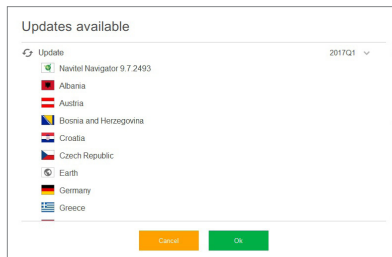 Updates available
Update 2017Q1
Navitel Navigator 9.7.2493
Albania
Austria
Bosnia and Herzegovina
Croatia
Czech Republic
Earth
Germany
Greece
Cancel Ok